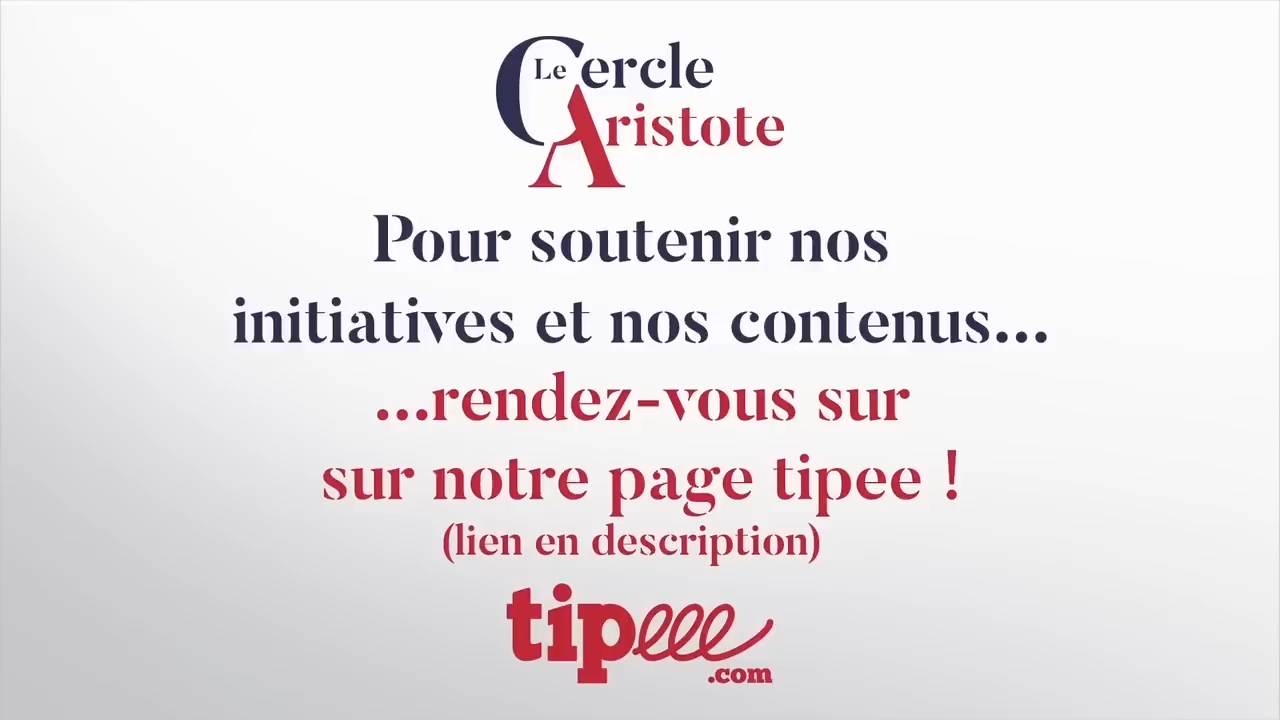 Le Cercle
Aristote
Pour soutenir nos
initiatives et nos contenus...
...rendez-vous sur
sur notre page tipee !
(lien en description)
tipeee
.com